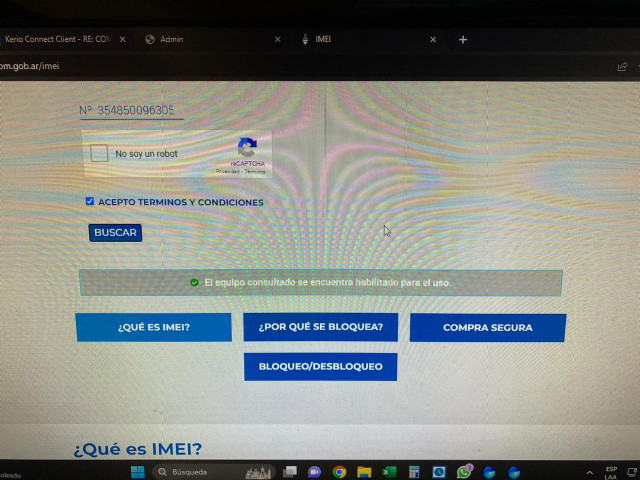 Kerio Connect Client - RE: CON
Admin
IMEI
om.gob.ar/imei
Nº 354850096305
No soy un robot
reCAPTCHA
Privacidad - Términos
ACEPTO TERMINOS Y CONDICIONES
BUSCAR
El equipo consultado se encuentra habilitado para el uso.
¿QUÉ ES IMEI?
¿POR QUÉ SE BLOQUEA?
COMPRA SEGURA
BLOQUEO/DESBLOQUEO
¿Qué es IMEI?
Búsqueda
ESP
LAA